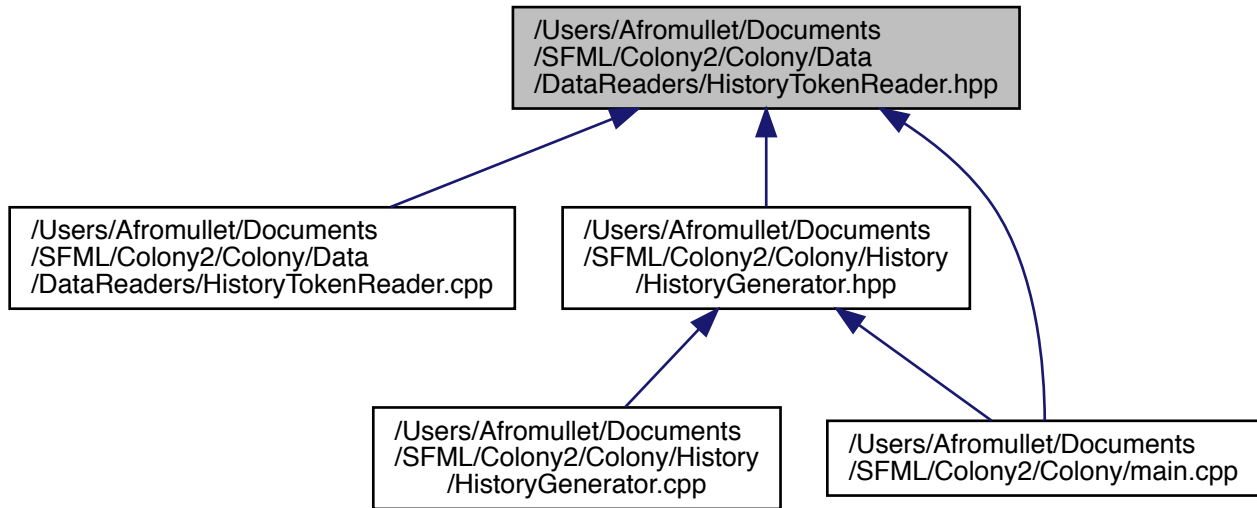 /Users/Afromullet/Documents
/SFML/Colony2/Colony/Data
/DataReaders/HistoryTokenReader.hpp
/Users/Afromullet/Documents
/SFML/Colony2/Colony/Data
/DataReaders/HistoryTokenReader.cpp
/Users/Afromullet/Documents
/SFML/Colony2/Colony/History
/HistoryGenerator.hpp
/Users/Afromullet/Documents
/SFML/Colony2/Colony/History
/HistoryGenerator.cpp
/Users/Afromullet/Documents
/SFML/Colony2/Colony/main.cpp